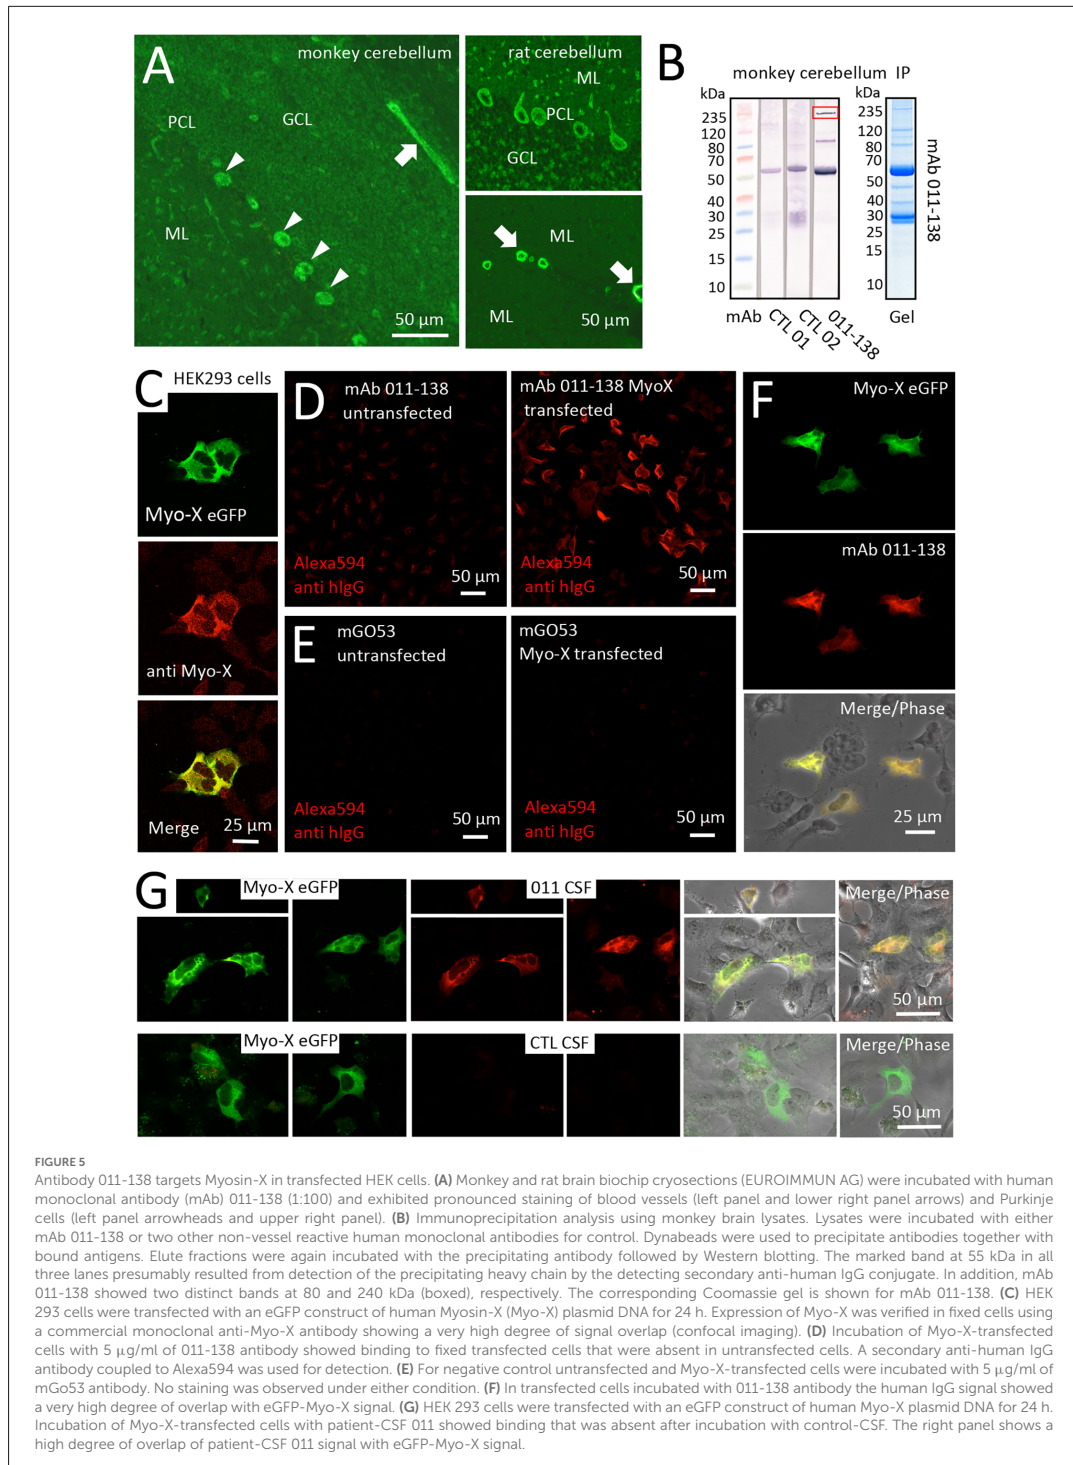 A
monkey cerebellum
PCL
GCL
ML
50 µm
rat cerebellum
ML
PCL
GCL
ML
ML
50 µm
B
monkey cerebellum IP
kDa
235
120
80
70
50
40
30
25
15
10
mAb
CTL 01
CTL 02
011-138
kDa
235
120
80
70
50
40
30
25
15
10
mAb 011-138
Gel
C
HEK293 cells
Myo-X eGFP
anti Myo-X
Merge
25 µm
D
mAb 011-138
untransfected
Alexa594
anti hIgG
50 µm
mAb 011-138 MyoX
transfected
Alexa594
anti hIgG
50 µm
E
mGO53
untransfected
Alexa594
anti hIgG
50 µm
mGO53
Myo-X transfected
Alexa594
anti hIgG
50 µm
F
Myo-X eGFP
mAb 011-138
Merge/Phase
25 µm
G
Myo-X eGFP
011 CSF
Merge/Phase
50 µm
Myo-X eGFP
CTL CSF
Merge/Phase
50 µm
FIGURE 5
Antibody 011-138 targets Myosin-X in transfected HEK cells. (A) Monkey and rat brain biochip cryosections (EUROIMMUN AG) were incubated with human
monoclonal antibody (mAb) 011-138 (1:100) and exhibited pronounced staining of blood vessels (left panel and lower right panel arrows) and Purkinje
cells (left panel arrowheads and upper right panel). (B) Immunoprecipitation analysis using monkey brain lysates. Lysates were incubated with either
mAb 011-138 or two other non-vessel reactive human monoclonal antibodies for control. Dynabeads were used to precipitate antibodies together with
bound antigens. Elute fractions were again incubated with the precipitating antibody followed by Western blotting. The marked band at 55 kDa in all
three lanes presumably resulted from detection of the precipitating heavy chain by the detecting secondary anti-human IgG conjugate. In addition, mAb
011-138 showed two distinct bands at 80 and 240 kDa (boxed), respectively. The corresponding Coomassie gel is shown for mAb 011-138. (C) HEK
293 cells were transfected with an eGFP construct of human Myosin-X (Myo-X) plasmid DNA for 24 h. Expression of Myo-X was verified in fixed cells using
a commercial monoclonal anti-Myo-X antibody showing a very high degree of signal overlap (confocal imaging). (D) Incubation of Myo-X-transfected
cells with 5 µg/ml of 011-138 antibody showed binding to fixed transfected cells that were absent in untransfected cells. A secondary anti-human IgG
antibody coupled to Alexa594 was used for detection. (E) For negative control untransfected and Myo-X-transfected cells were incubated with 5 µg/ml of
mGo53 antibody. No staining was observed under either condition. (F) In transfected cells incubated with 011-138 antibody the human IgG signal showed
a very high degree of overlap with eGFP-Myo-X signal. (G) HEK 293 cells were transfected with an eGFP construct of human Myo-X plasmid DNA for 24 h.
Incubation of Myo-X-transfected cells with patient-CSF 011 showed binding that was absent after incubation with control-CSF. The right panel shows a
high degree of overlap of patient-CSF 011 signal with eGFP-Myo-X signal.